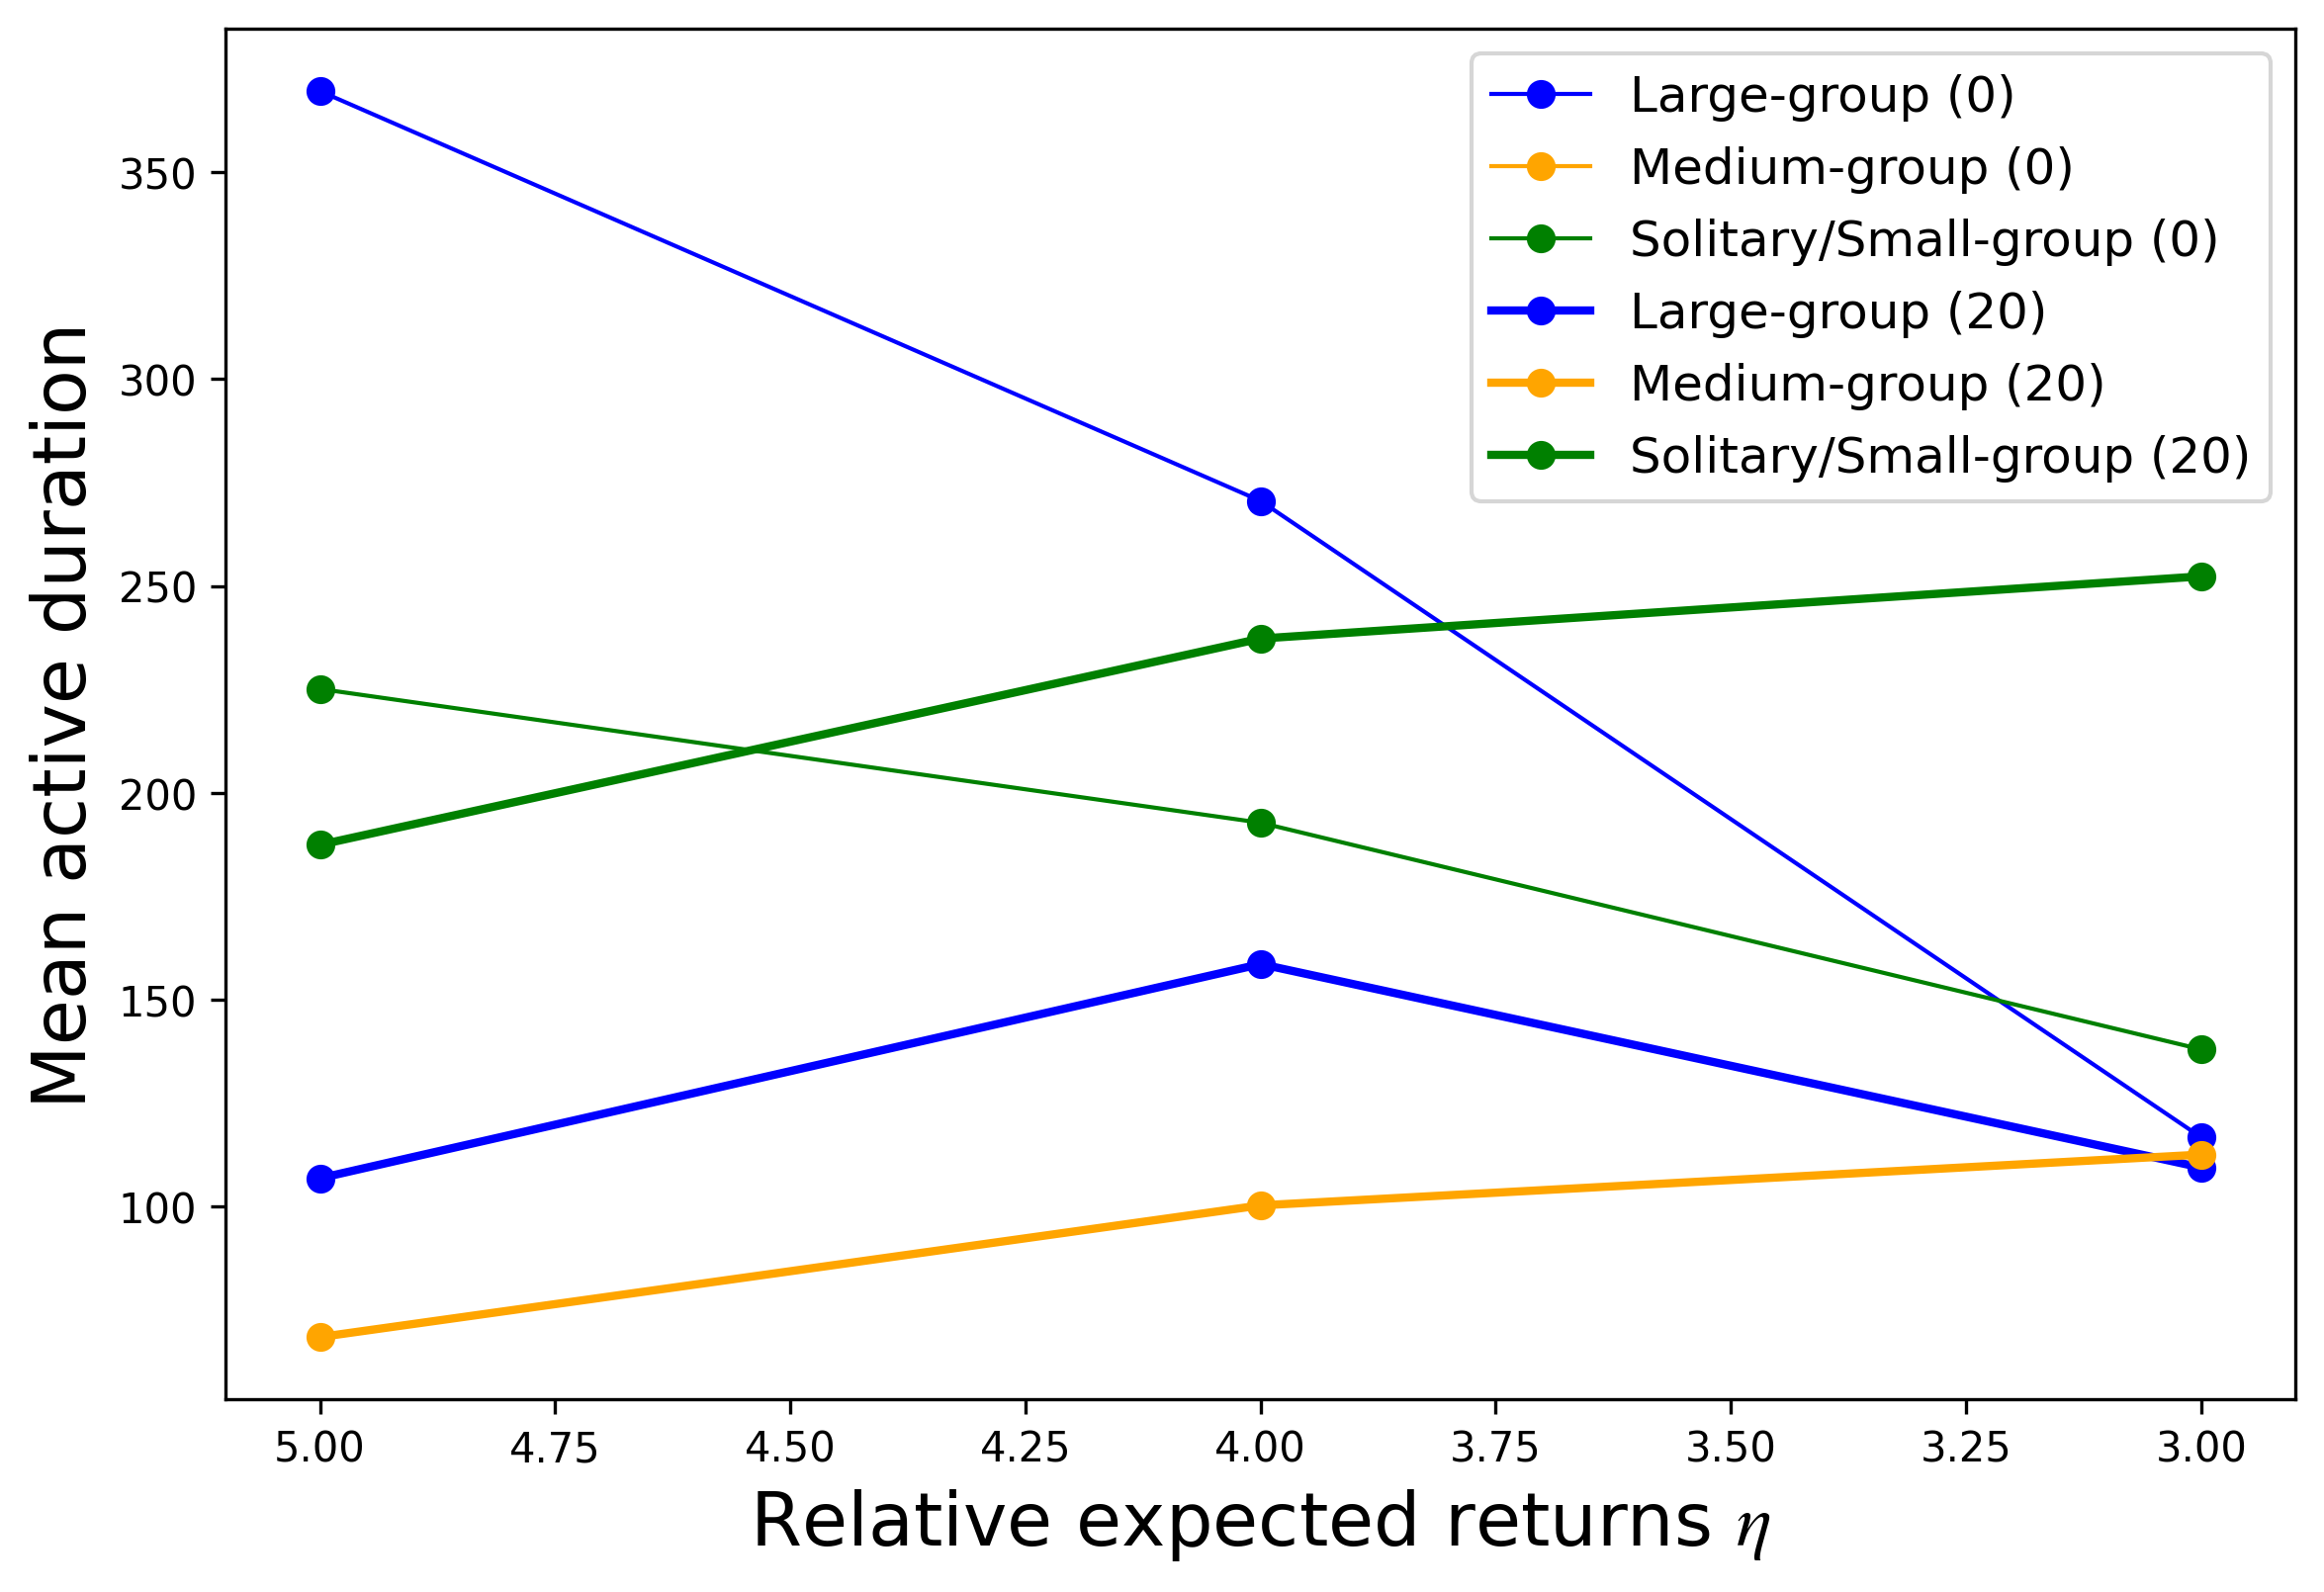 Large-group (0)
Medium-group (0)
Solitary/Small-group (0)
Large-group (20)
Medium-group (20)
Solitary/Small-group (20)
Mean active duration
350
300
250
200
150
100
5.00 4.75 4.50 4.25 4.00 3.75 3.50 3.25 3.00
Relative expected returns η